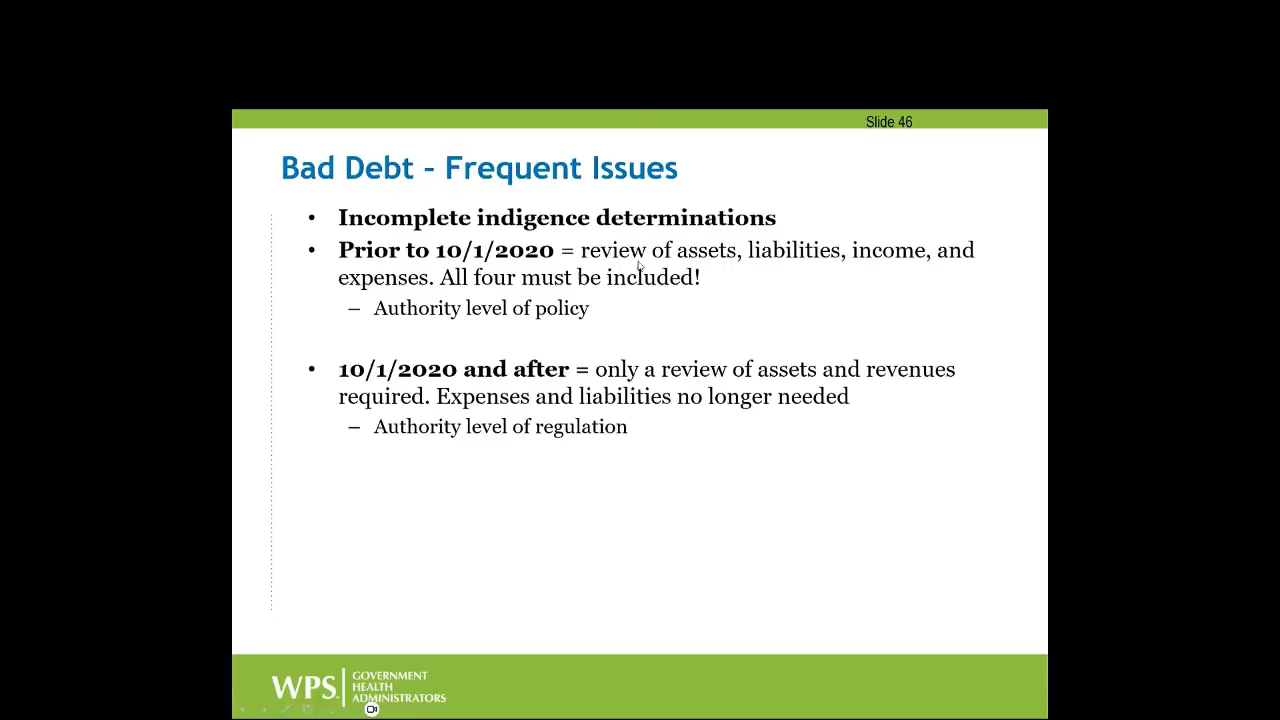 Slide 46
Bad Debt – Frequent Issues
• Incomplete indigence determinations
• Prior to 10/1/2020 = review of assets, liabilities, income, and
expenses. All four must be included!
– Authority level of policy
• 10/1/2020 and after = only a review of assets and revenues
required. Expenses and liabilities no longer needed
– Authority level of regulation
WPS
GOVERNMENT
HEALTH
ADMINISTRATORS